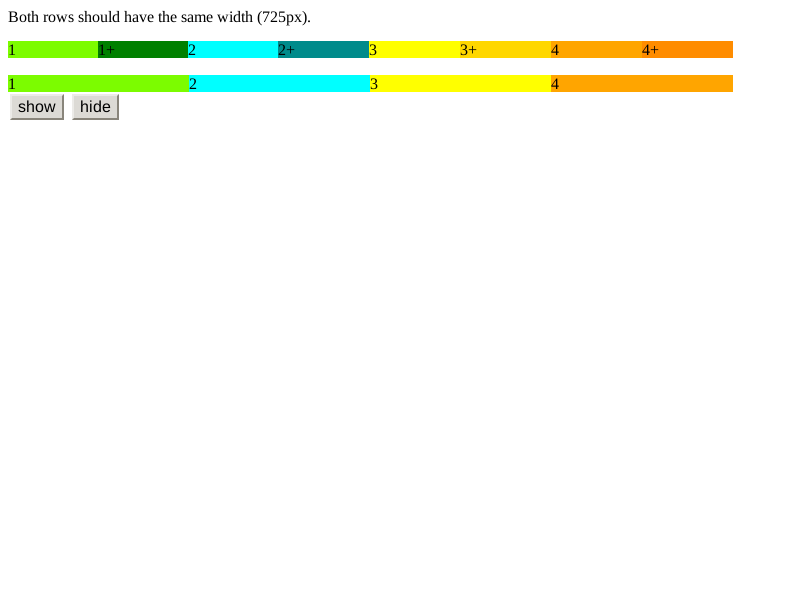 Both rows should have the same width (725px).
1 1+ 2 2+ 3 3+ 4 4+
1 2 3 4
show hide